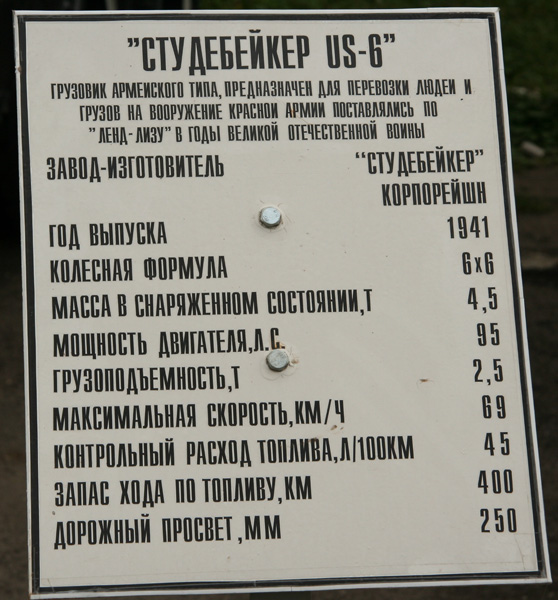 "СТУДЕБЕЙКЕР US-6"
ГРУЗОВИК АРМЕЙСКОГО ТИПА, ПРЕДНАЗНАЧЕН ДЛЯ ПЕРЕВОЗКИ ЛЮДЕЙ И
ГРУЗОВ НА ВООРУЖЕНИЕ КРАСНОЙ АРМИИ ПОСТАВЛЯЛИСЬ ПО
"ЛЕНД-ЛИЗУ" В ГОДЫ ВЕЛИКОЙ ОТЕЧЕСТВЕННОЙ ВОЙНЫ
ЗАВОД-ИЗГОТОВИТЕЛЬ "СТУДЕБЕЙКЕР"
КОРПОРЕЙШН
ГОД ВЫПУСКА 1941
КОЛЕСНАЯ ФОРМУЛА 6x6
МАССА В СНАРЯЖЕННОМ СОСТОЯНИИ,Т 4,5
МОЩНОСТЬ ДВИГАТЕЛЯ,Л.С. 95
ГРУЗОПОДЪЕМНОСТЬ,Т 2,5
МАКСИМАЛЬНАЯ СКОРОСТЬ,КМ/Ч 69
КОНТРОЛЬНЫЙ РАСХОД ТОПЛИВА,Л/100КМ 45
ЗАПАС ХОДА ПО ТОПЛИВУ,КМ 400
ДОРОЖНЫЙ ПРОСВЕТ,ММ 250